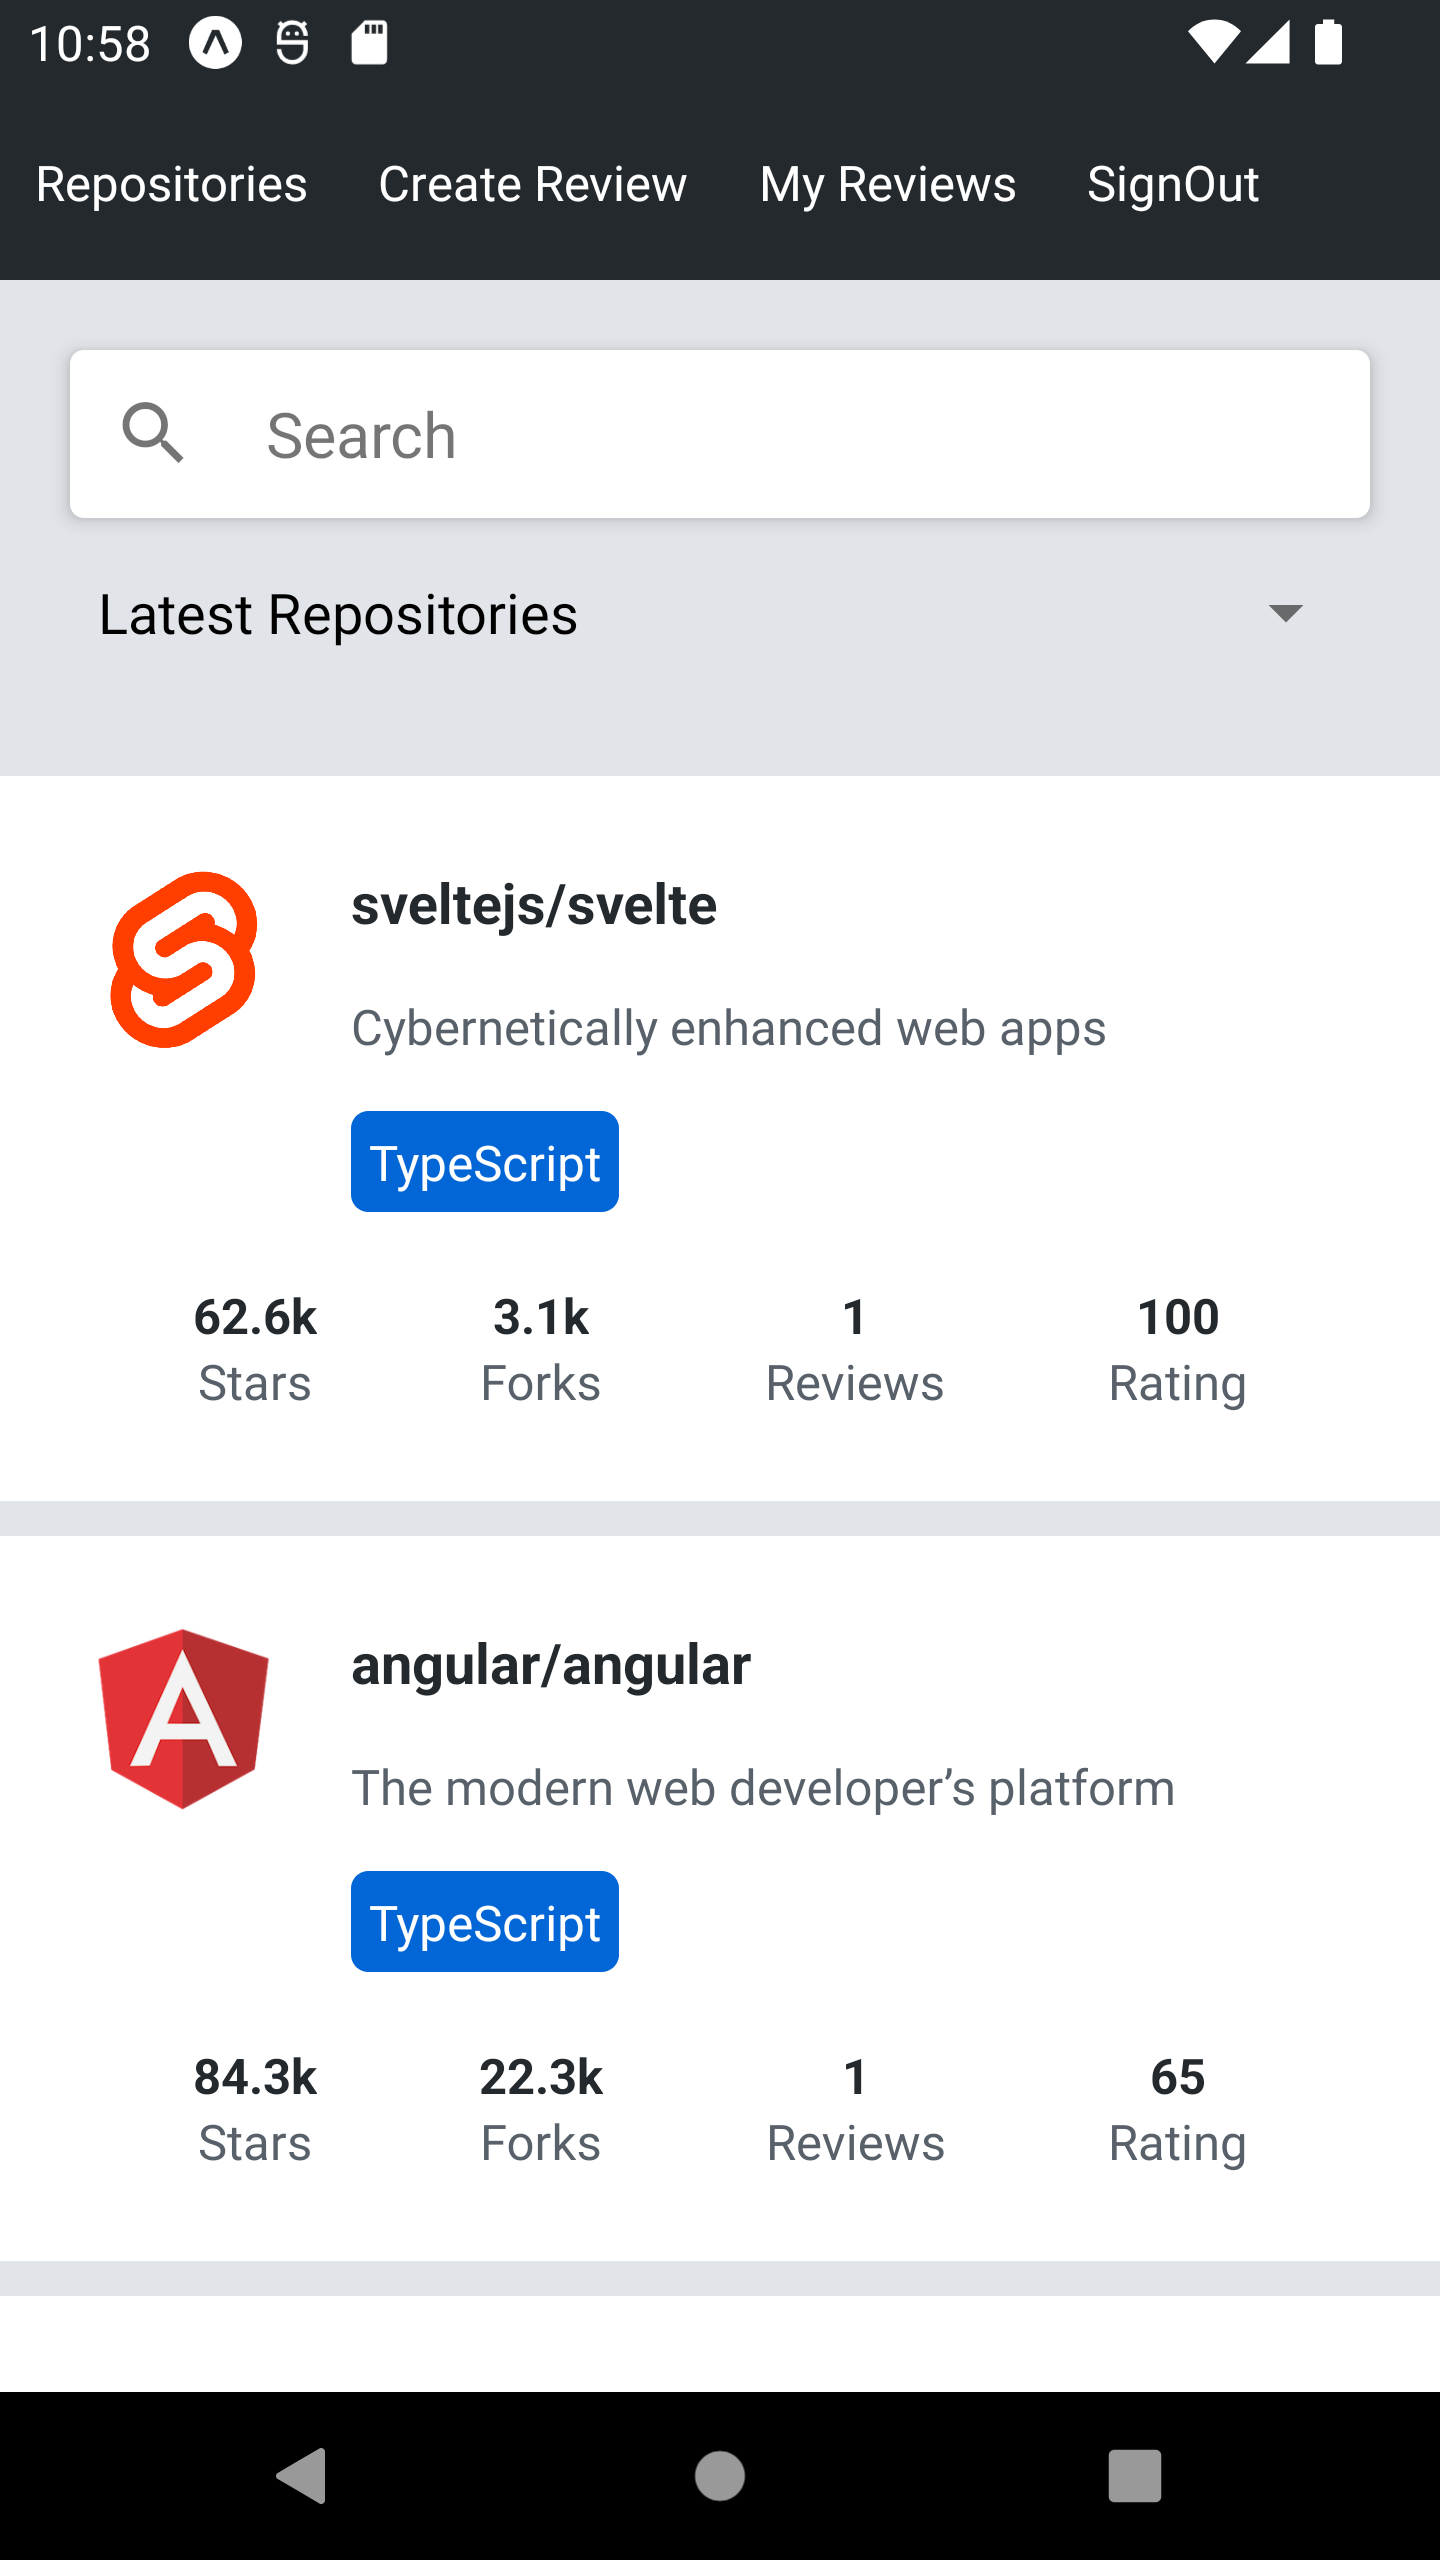 10:58
Repositories Create Review My Reviews SignOut
Search
Latest Repositories
sveltejs/svelte
Cybernetically enhanced web apps
TypeScript
62.6k 3.1k 1 100
Stars Forks Reviews Rating
angular/angular
The modern web developer’s platform
TypeScript
84.3k 22.3k 1 65
Stars Forks Reviews Rating